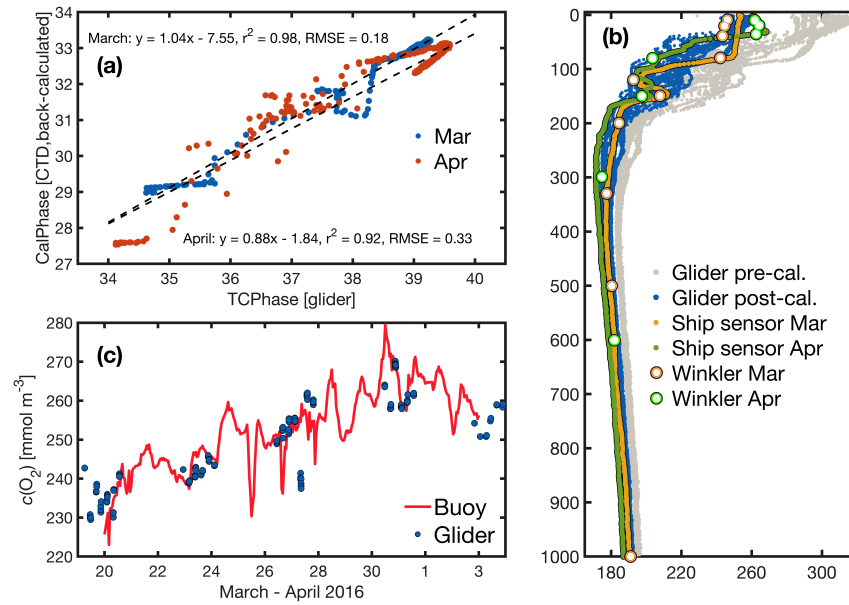 March: y = 1.04x - 7.55, r² = 0.98, RMSE = 0.18
(a)
Mar
Apr
April: y = 0.88x - 1.84, r² = 0.92, RMSE = 0.33
CalPhase [CTD,back-calculated]
33
32
31
30
29
28
27
34 35 36 37 38 39 40
TCPhase [glider]
(b)
0
100
200
300
400
500
600
700
800
900
1000
Glider pre-cal.
Glider post-cal.
Ship sensor Mar
Ship sensor Apr
Winkler Mar
Winkler Apr
180 220 260 300
(c)
c(O₂) [mmol m⁻³]
280
270
260
250
240
230
220
Buoy
Glider
20 22 24 26 28 30 1 3
March - April 2016